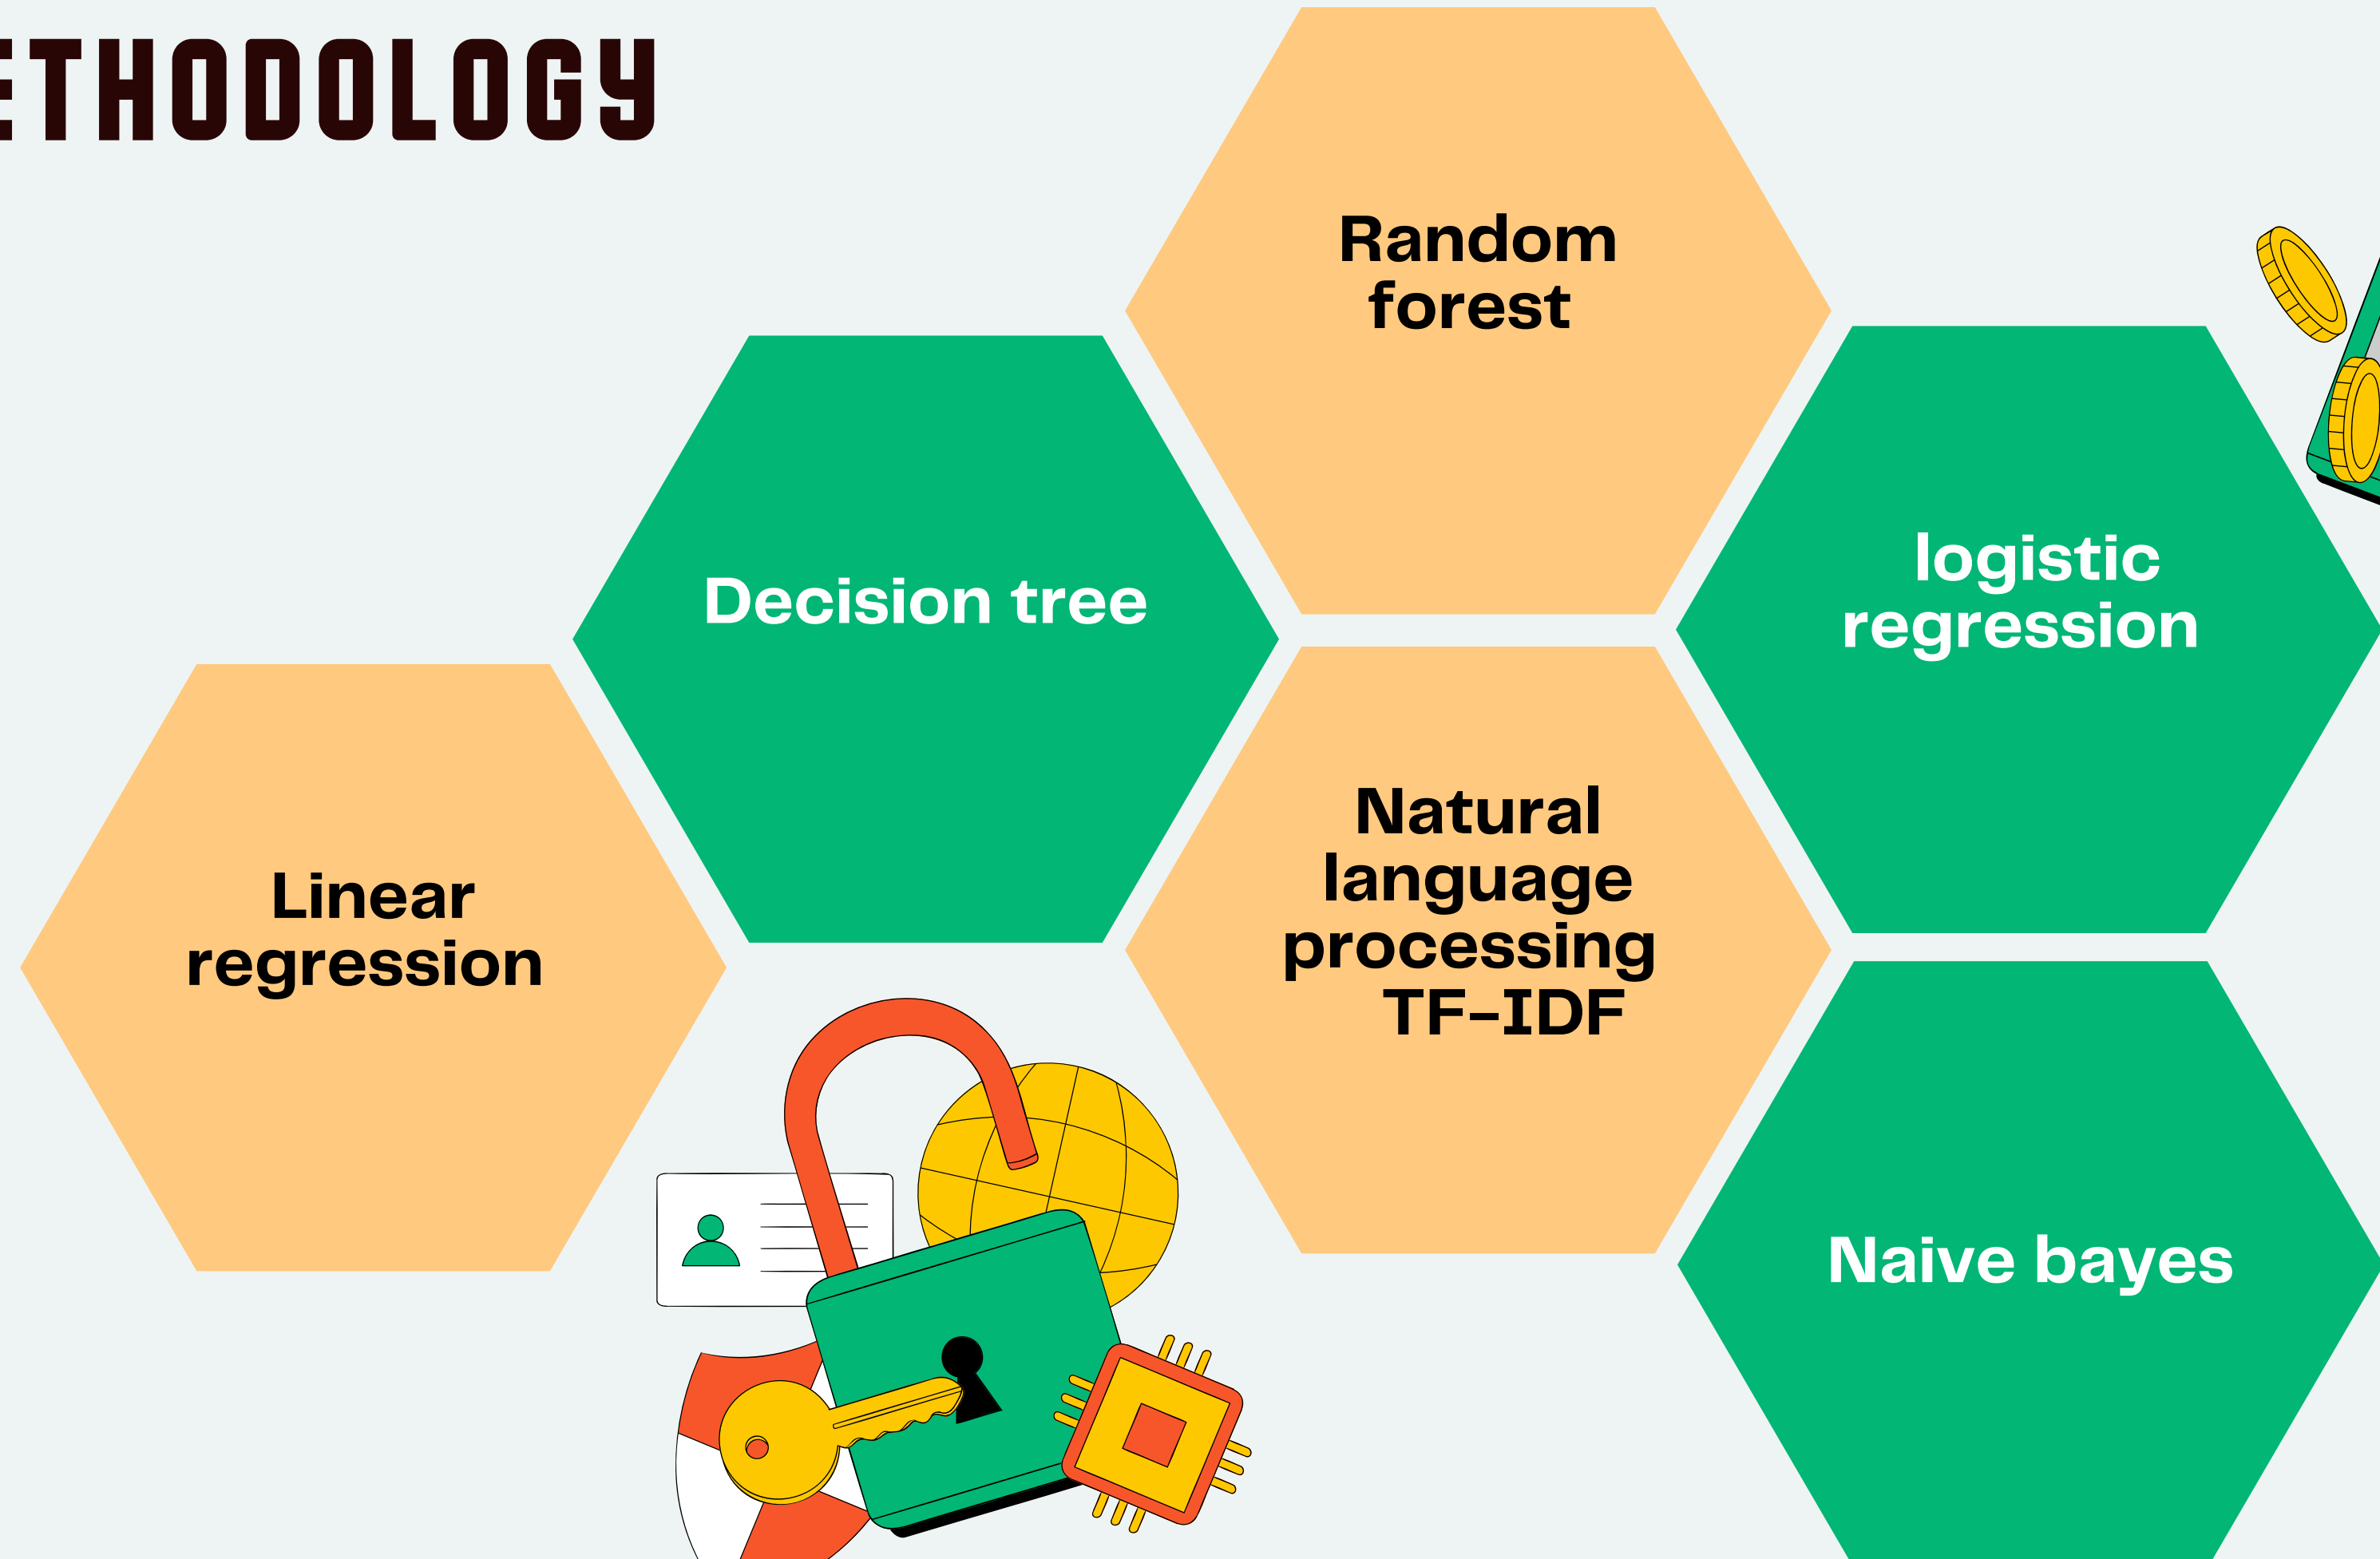 ETHODOLOGY
Random
forest
Decision tree
logistic
regression
Linear
regression
Natural
language
processing
TF-IDF
Naive bayes